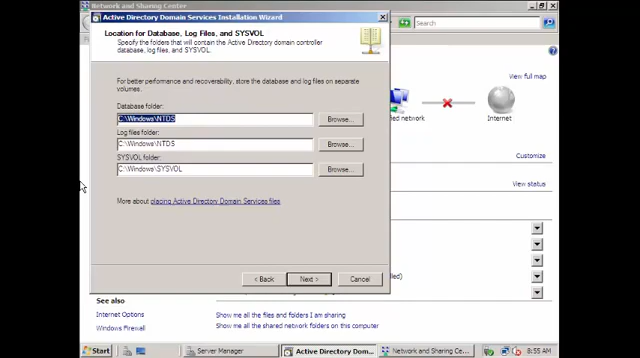 Network and Sharing Center
Active Directory Domain Services Installation Wizard
Location for Database, Log Files, and SYSVOL
Specify the folders that will contain the Active Directory domain controller
database, log files, and SYSVOL.
Search
For better performance and recoverability, store the database and log files on separate
volumes.
View full map
Database folder:
C:\Windows\NTDS
Browse...
Internet
Log files folder:
C:\Windows\NTDS
Browse...
SYSVOL folder:
C:\Windows\SYSVOL
Browse...
Customize
View status
More about placing Active Directory Domain Services files
< Back
Next >
Cancel
See also
Internet Options
Windows Firewall
Show me all the files and folders I am sharing
Show me all the shared network folders on this computer
Start
Server Manager
Active Directory Dom...
Network and Sharing Ce...
8:55 AM